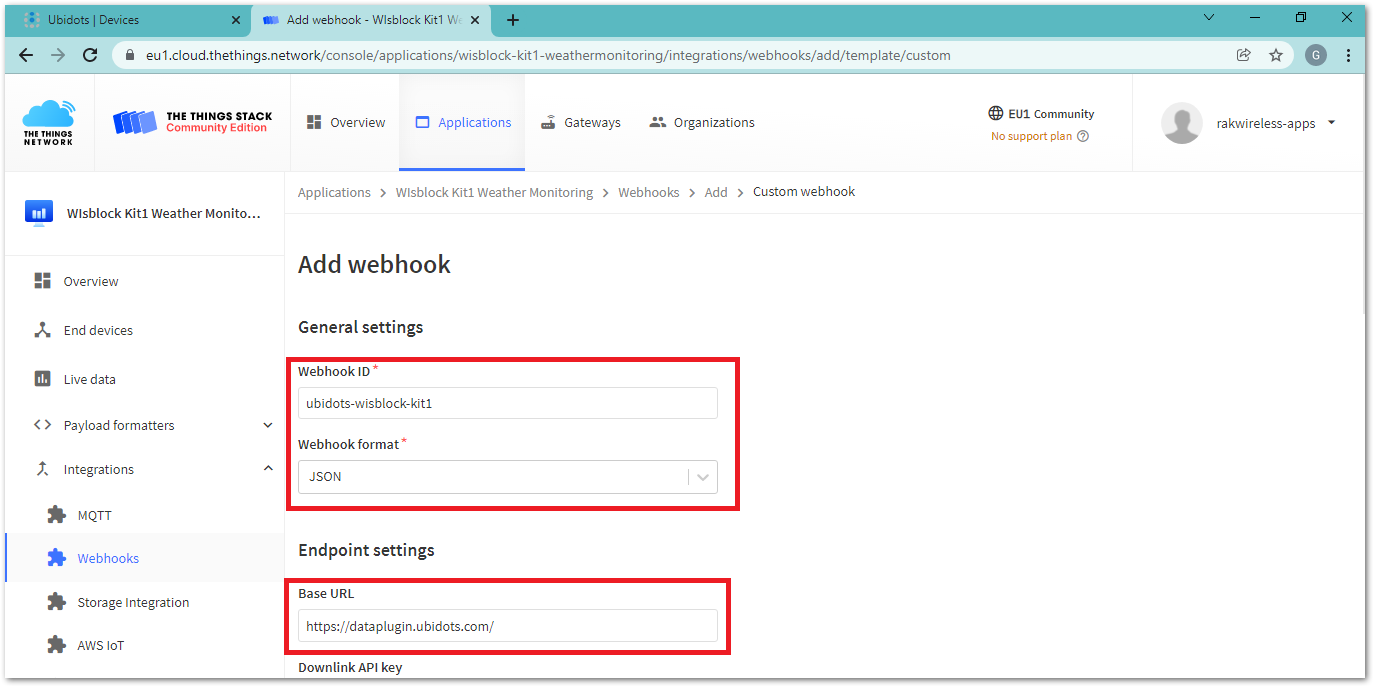 Ubidots | Devices
Add webhook - WIsblock Kit1 We
eu1.cloud.thethings.network/console/applications/wisblock-kit1-weathermonitoring/integrations/webhooks/add/template/custom
G
THE THINGS
NETWORK
THE THINGS STACK
Community Edition
Overview
Applications
Gateways
Organizations
EU1 Community
No support plan
rakwireless-apps
WIsblock Kit1 Weather Monito...
Overview
End devices
Live data
Payload formatters
Integrations
MQTT
Webhooks
Storage Integration
AWS IoT
Applications > WIsblock Kit1 Weather Monitoring > Webhooks > Add > Custom webhook
Add webhook
General settings
Webhook ID *
ubidots-wisblock-kit1
Webhook format *
JSON
Endpoint settings
Base URL
https://dataplugin.ubidots.com/
Downlink API key